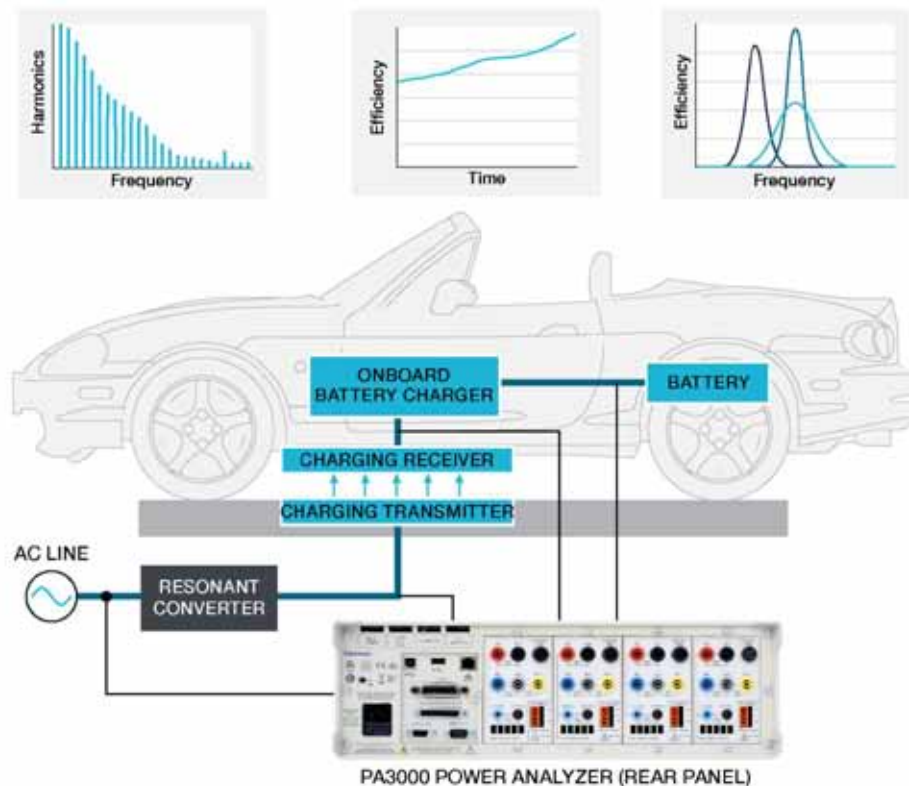 Harmonics
Frequency
Efficiency
Time
Efficiency
Frequency
ONBOARD
BATTERY CHARGER
BATTERY
CHARGING RECEIVER
CHARGING TRANSMITTER
AC LINE
RESONANT
CONVERTER
PA3000 POWER ANALYZER (REAR PANEL)